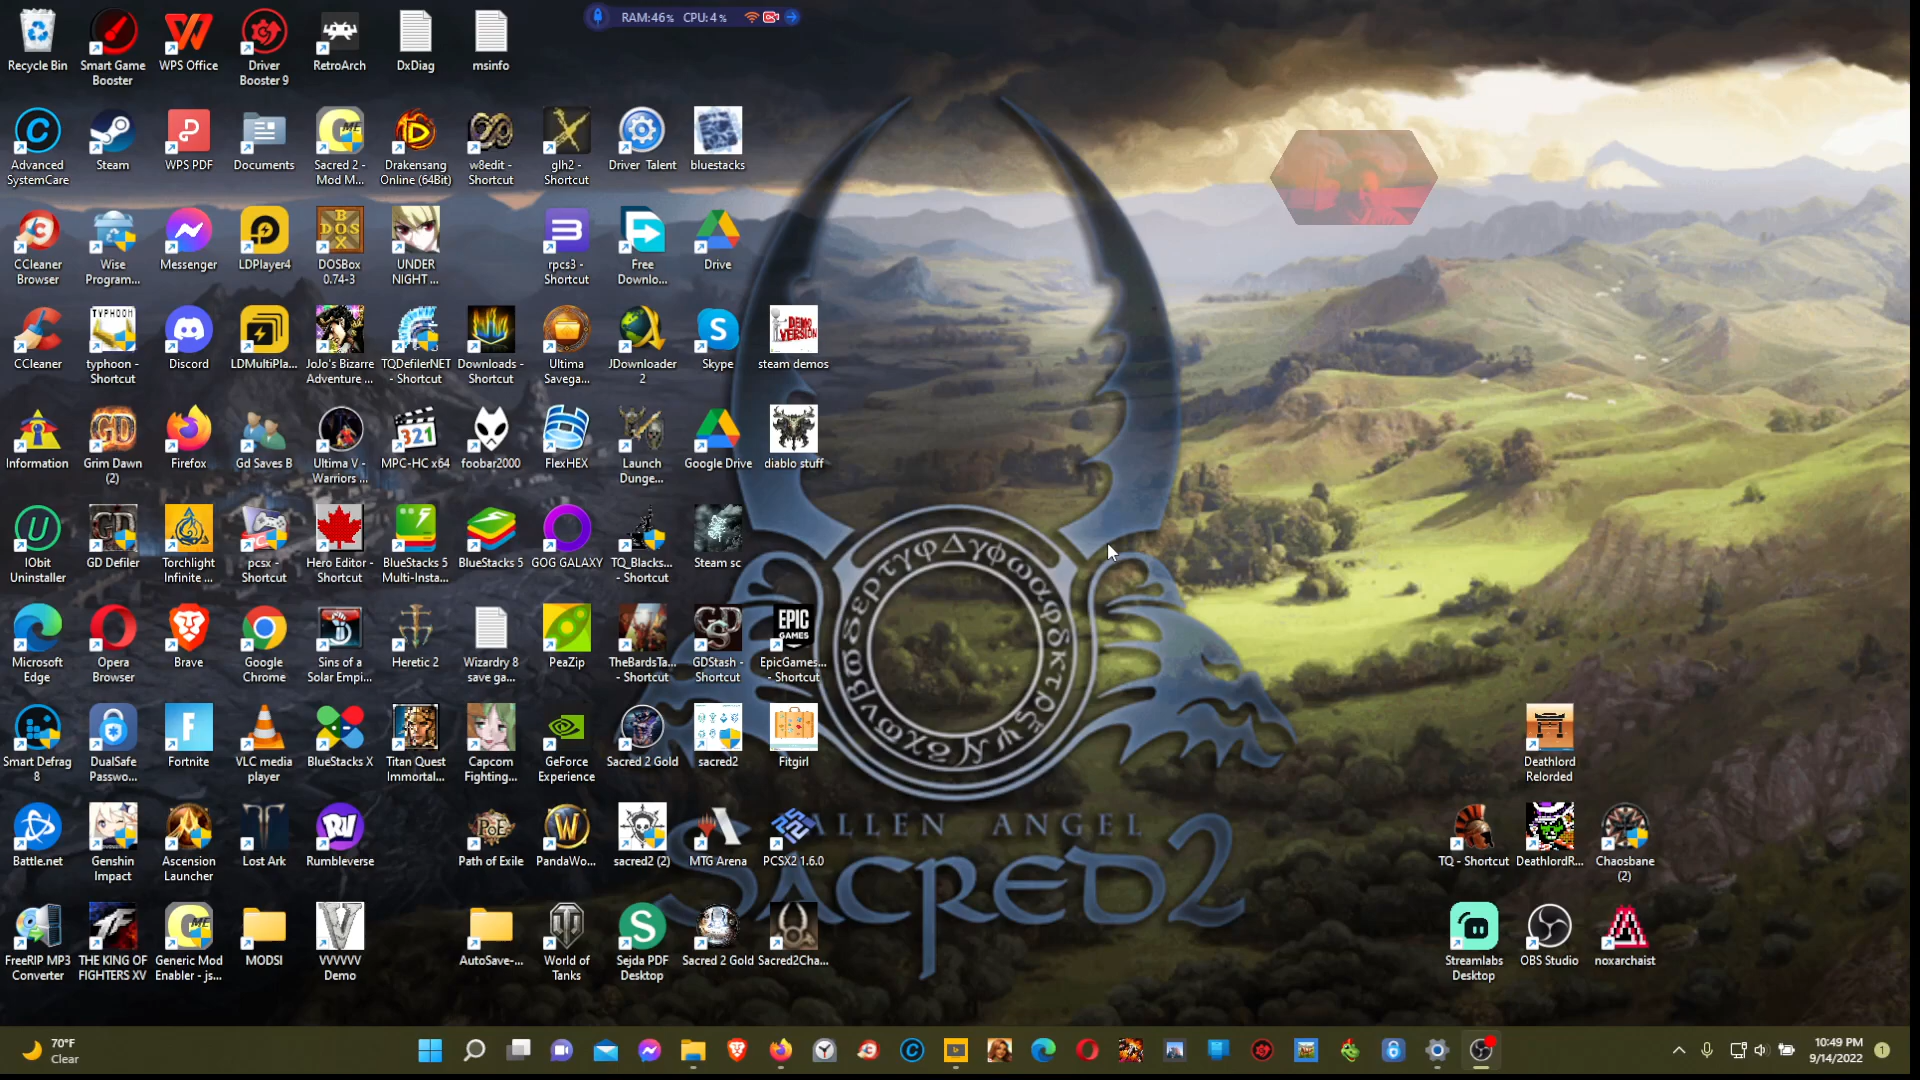 RAM:46% CPU:4%
Recycle Bin
Smart Game
Booster
WPS Office
Driver
Booster 9
RetroArch
DxDiag
msinfo
Advanced
SystemCare
Steam
WPS PDF
Documents
Sacred 2 -
Mod M...
Drakensang
Online (64Bit)
w8edit -
Shortcut
glh2 -
Shortcut
Driver Talent
bluestacks
CCleaner
Browser
Wise
Program...
Messenger
LDPlayer4
DOSBox
0.74-3
UNDER
NIGHT ...
rpcs3 -
Shortcut
Free
Downlo...
Drive
CCleaner
typhoon -
Shortcut
Discord
LDMultiPla...
JoJo's Bizarre
Adventure ...
TQDefilerNET
- Shortcut
Downloads -
Shortcut
Ultima
Savega...
JDownloader
2
Skype
steam demos
Information
Grim Dawn
(2)
Firefox
Gd Saves B
Ultima V -
Warriors ...
MPC-HC x64
foobar2000
FlexHEX
Launch
Dunge...
Google Drive
diablo stuff
IObit
Uninstaller
GD Defiler
Torchlight
Infinite ...
pcsx -
Shortcut
Hero Editor -
Shortcut
BlueStacks 5
Multi-Insta...
BlueStacks 5
GOG GALAXY
TQ_Blacks...
- Shortcut
Steam sc
Microsoft
Edge
Opera
Browser
Brave
Google
Chrome
Sins of a
Solar Empi...
Heretic 2
Wizardry 8
save ga...
PeaZip
TheBardsTa...
- Shortcut
GDStash -
Shortcut
EpicGames...
- Shortcut
Smart Defrag
8
DualSafe
Passwo...
Fortnite
VLC media
player
BlueStacks X
Titan Quest
Immortal...
Capcom
Fighting...
GeForce
Experience
Sacred 2 Gold
sacred2
Fitgirl
Deathlord
Relorded
Battle.net
Genshin
Impact
Ascension
Launcher
Lost Ark
Rumbleverse
Path of Exile
PandaWo...
sacred2 (2)
MTG Arena
PCSX2 1.6.0
TQ - Shortcut
DeathlordR...
Chaosbane
(2)
FreeRIP MP3
Converter
THE KING OF
FIGHTERS XV
Generic Mod
Enabler - js...
MODSI
VVVVVV
Demo
AutoSave-...
World of
Tanks
Sejda PDF
Desktop
Sacred 2 Gold
Sacred2Cha...
Streamlabs
Desktop
OBS Studio
noxarchaist
ALLEN ANGEL
SACRED 2
70°F
Clear
10:49 PM
9/14/2022
1